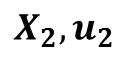 X₂, u₂